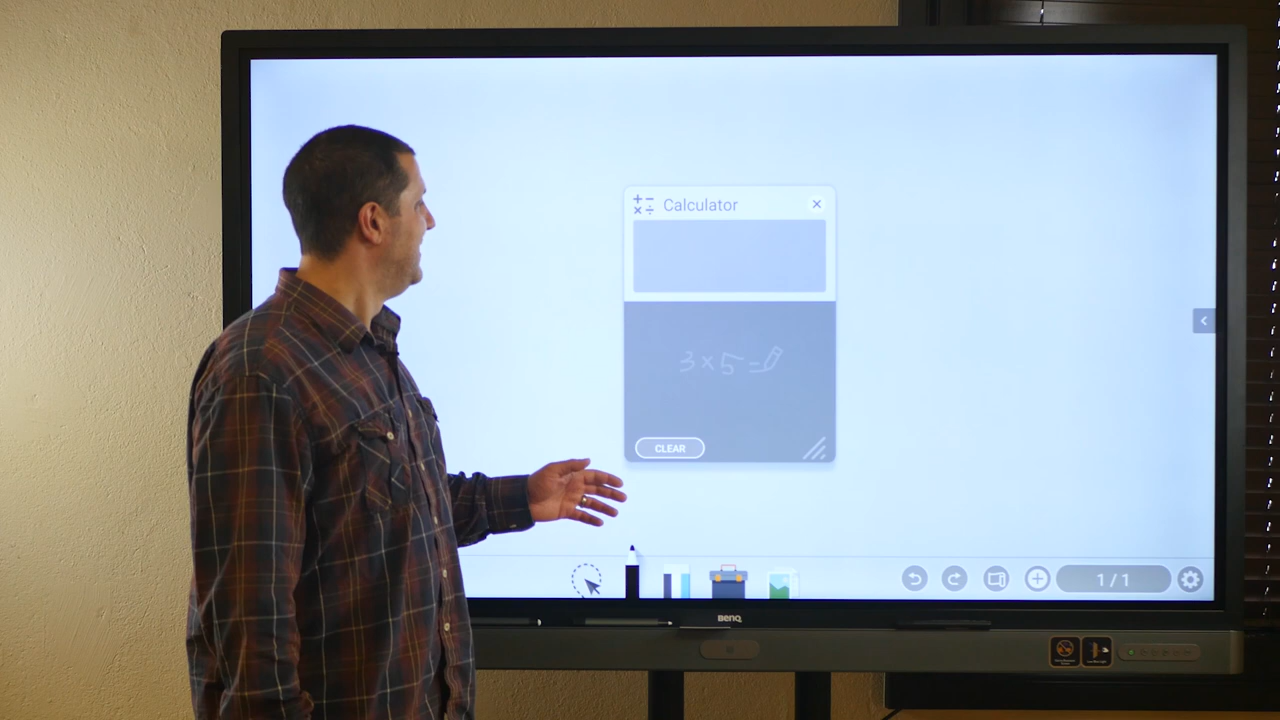 Calculator
3 × 5 =
CLEAR
1 / 1
BenQ